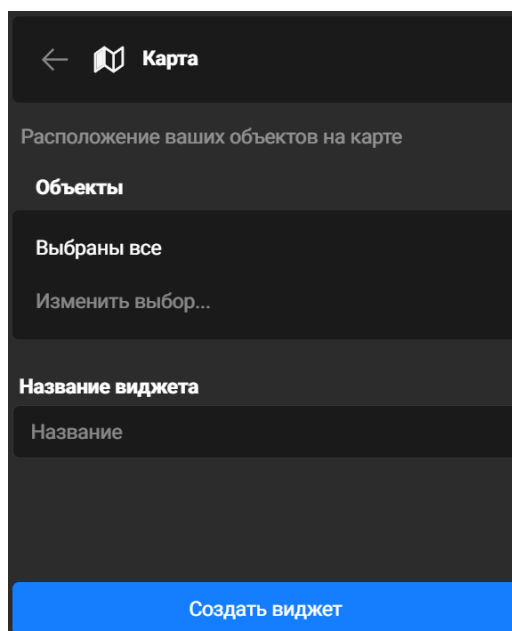 Карта
Расположение ваших объектов на карте
Объекты
Выбраны все
Изменить выбор...
Название виджета
Название
Создать виджет